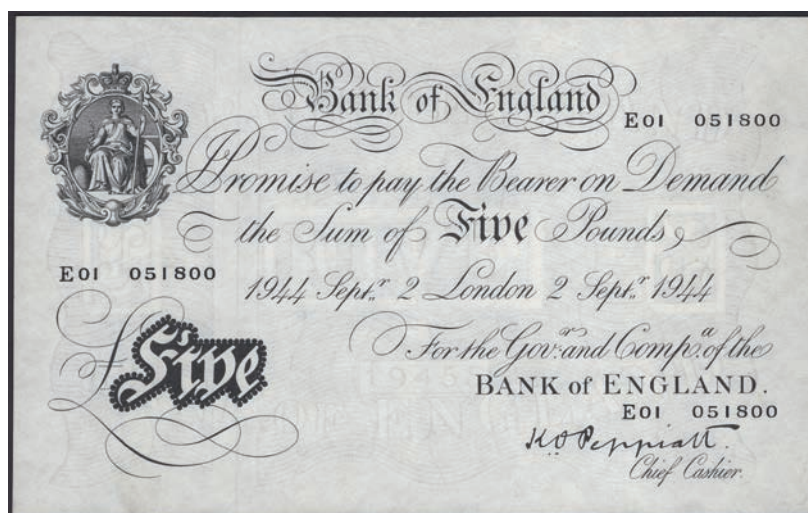 Bank of England
E01 051800
I Promise to pay the Bearer on Demand
the Sum of Five Pounds
E01 051800
1944 Septr. 2 London 2 Septr. 1944
£ Five
For the Govr. and Compa. of the
BANK of ENGLAND.
E01 051800
K.O. Peppiatt.
Chief Cashier.